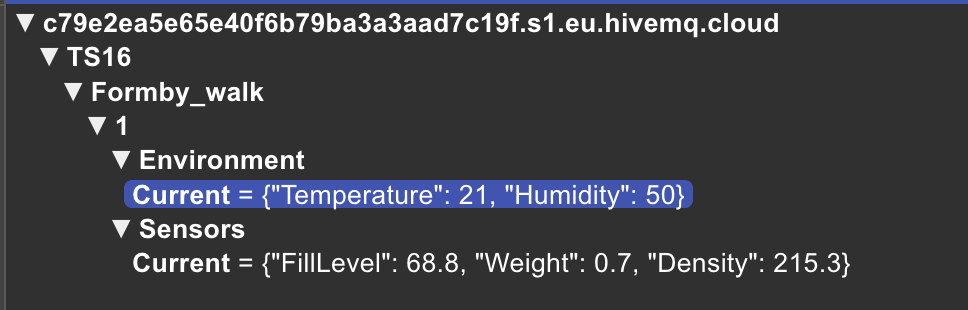 c79e2ea5e65e40f6b79ba3a3aad7c19f.s1.eu.hivemq.cloud
TS16
Formby_walk
1
Environment
Current = {"Temperature": 21, "Humidity": 50}
Sensors
Current = {"FillLevel": 68.8, "Weight": 0.7, "Density": 215.3}